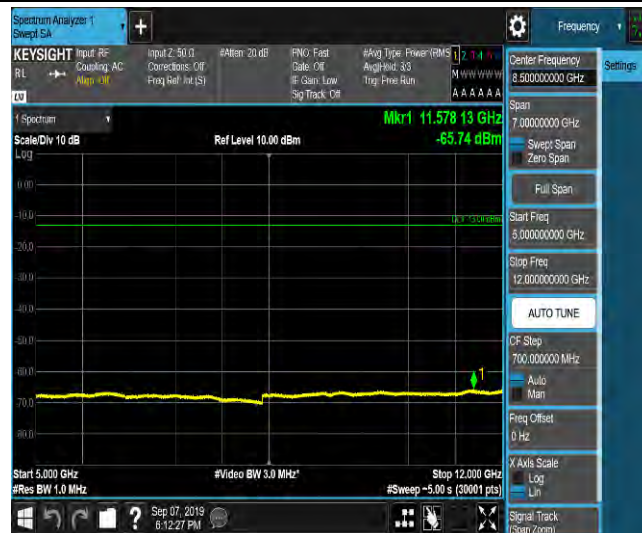 Spectrum Analyzer 1
Swept SA
Frequency
KEYSIGHT
Input: RF
Coupling: AC
Align: Off
Input Z: 50 Ω
Corrections: Off
Freq Ref: Int (S)
#Atten: 20 dB
PNO: Fast
Gate: Off
IF Gain: Low
Sig Track: Off
#Avg Type: Power (RMS
Avg|Hold: 3/3
Trig: Free Run
M W W W W W
A A A A A A
RL
LXI
1 Spectrum
Scale/Div 10 dB
Log
Ref Level 10.00 dBm
Mkr1 11.578 13 GHz
-65.74 dBm
0.00
-10.0
-20.0
-30.0
-50.0
-60.0
-70.0
1
Start 5.000 GHz
#Res BW 1.0 MHz
#Video BW 3.0 MHz*
Stop 12.000 GHz
#Sweep ~5.00 s (30001 pts)
Sep 07, 2019
6:12:27 PM
Settings
Center Frequency
8.500000000 GHz
Span
7.00000000 GHz
Swept Span
Zero Span
Full Span
Start Freq
5.000000000 GHz
Stop Freq
12.000000000 GHz
AUTO TUNE
CF Step
700.000000 MHz
Auto
Man
Freq Offset
0 Hz
X Axis Scale
Log
Lin
Signal Track
(Span Zoom)